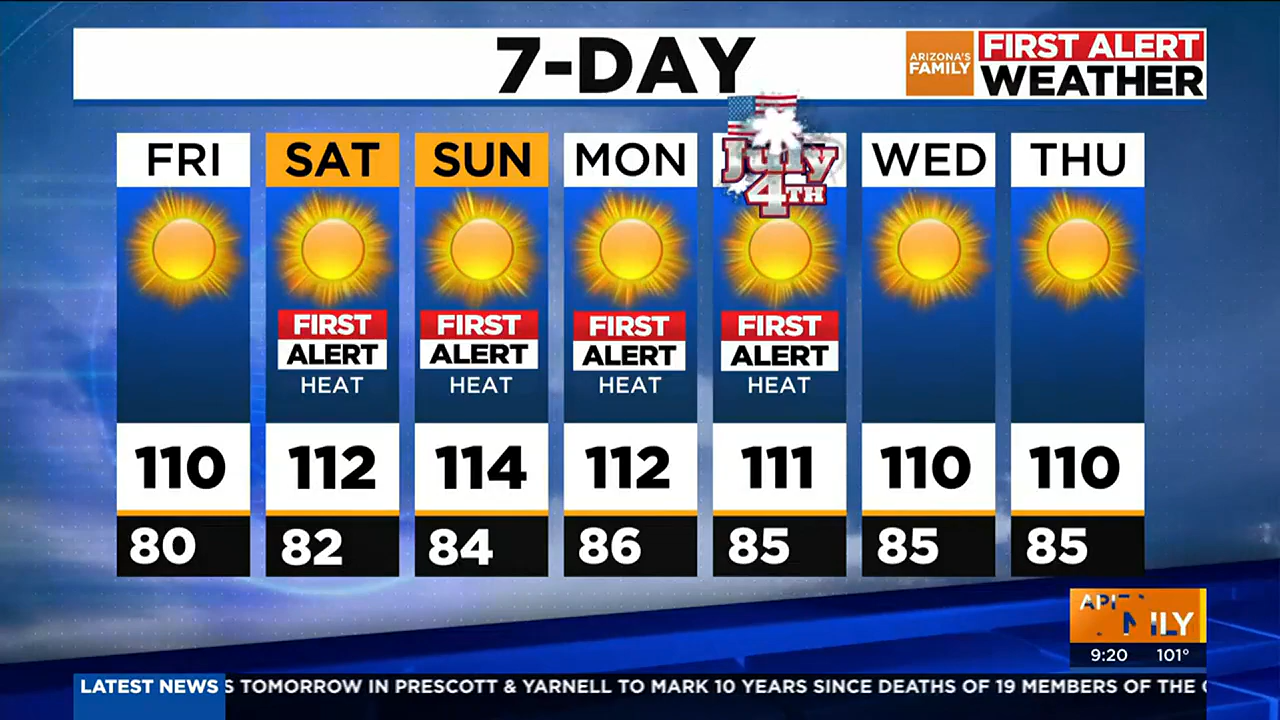 7-DAY
ARIZONA'S
FAMILY
FIRST ALERT
WEATHER
FRI
SAT
SUN
MON
July
4TH
WED
THU
FIRST
ALERT
HEAT
FIRST
ALERT
HEAT
FIRST
ALERT
HEAT
FIRST
ALERT
HEAT
110 112 114 112 111 110 110
80 82 84 86 85 85 85
9:20 101°
LATEST NEWS
S TOMORROW IN PRESCOTT & YARNELL TO MARK 10 YEARS SINCE DEATHS OF 19 MEMBERS OF THE